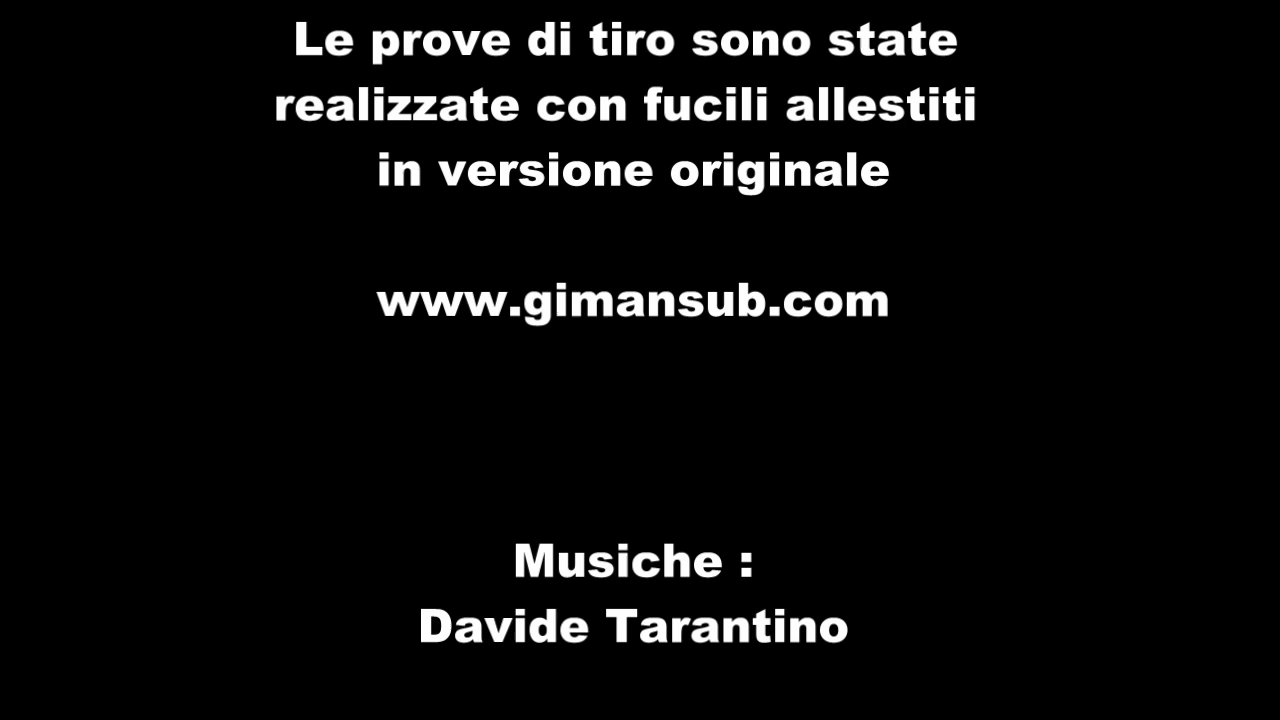 Le prove di tiro sono state
realizzate con fucili allestiti
in versione originale
www.gimansub.com
Musiche :
Davide Tarantino